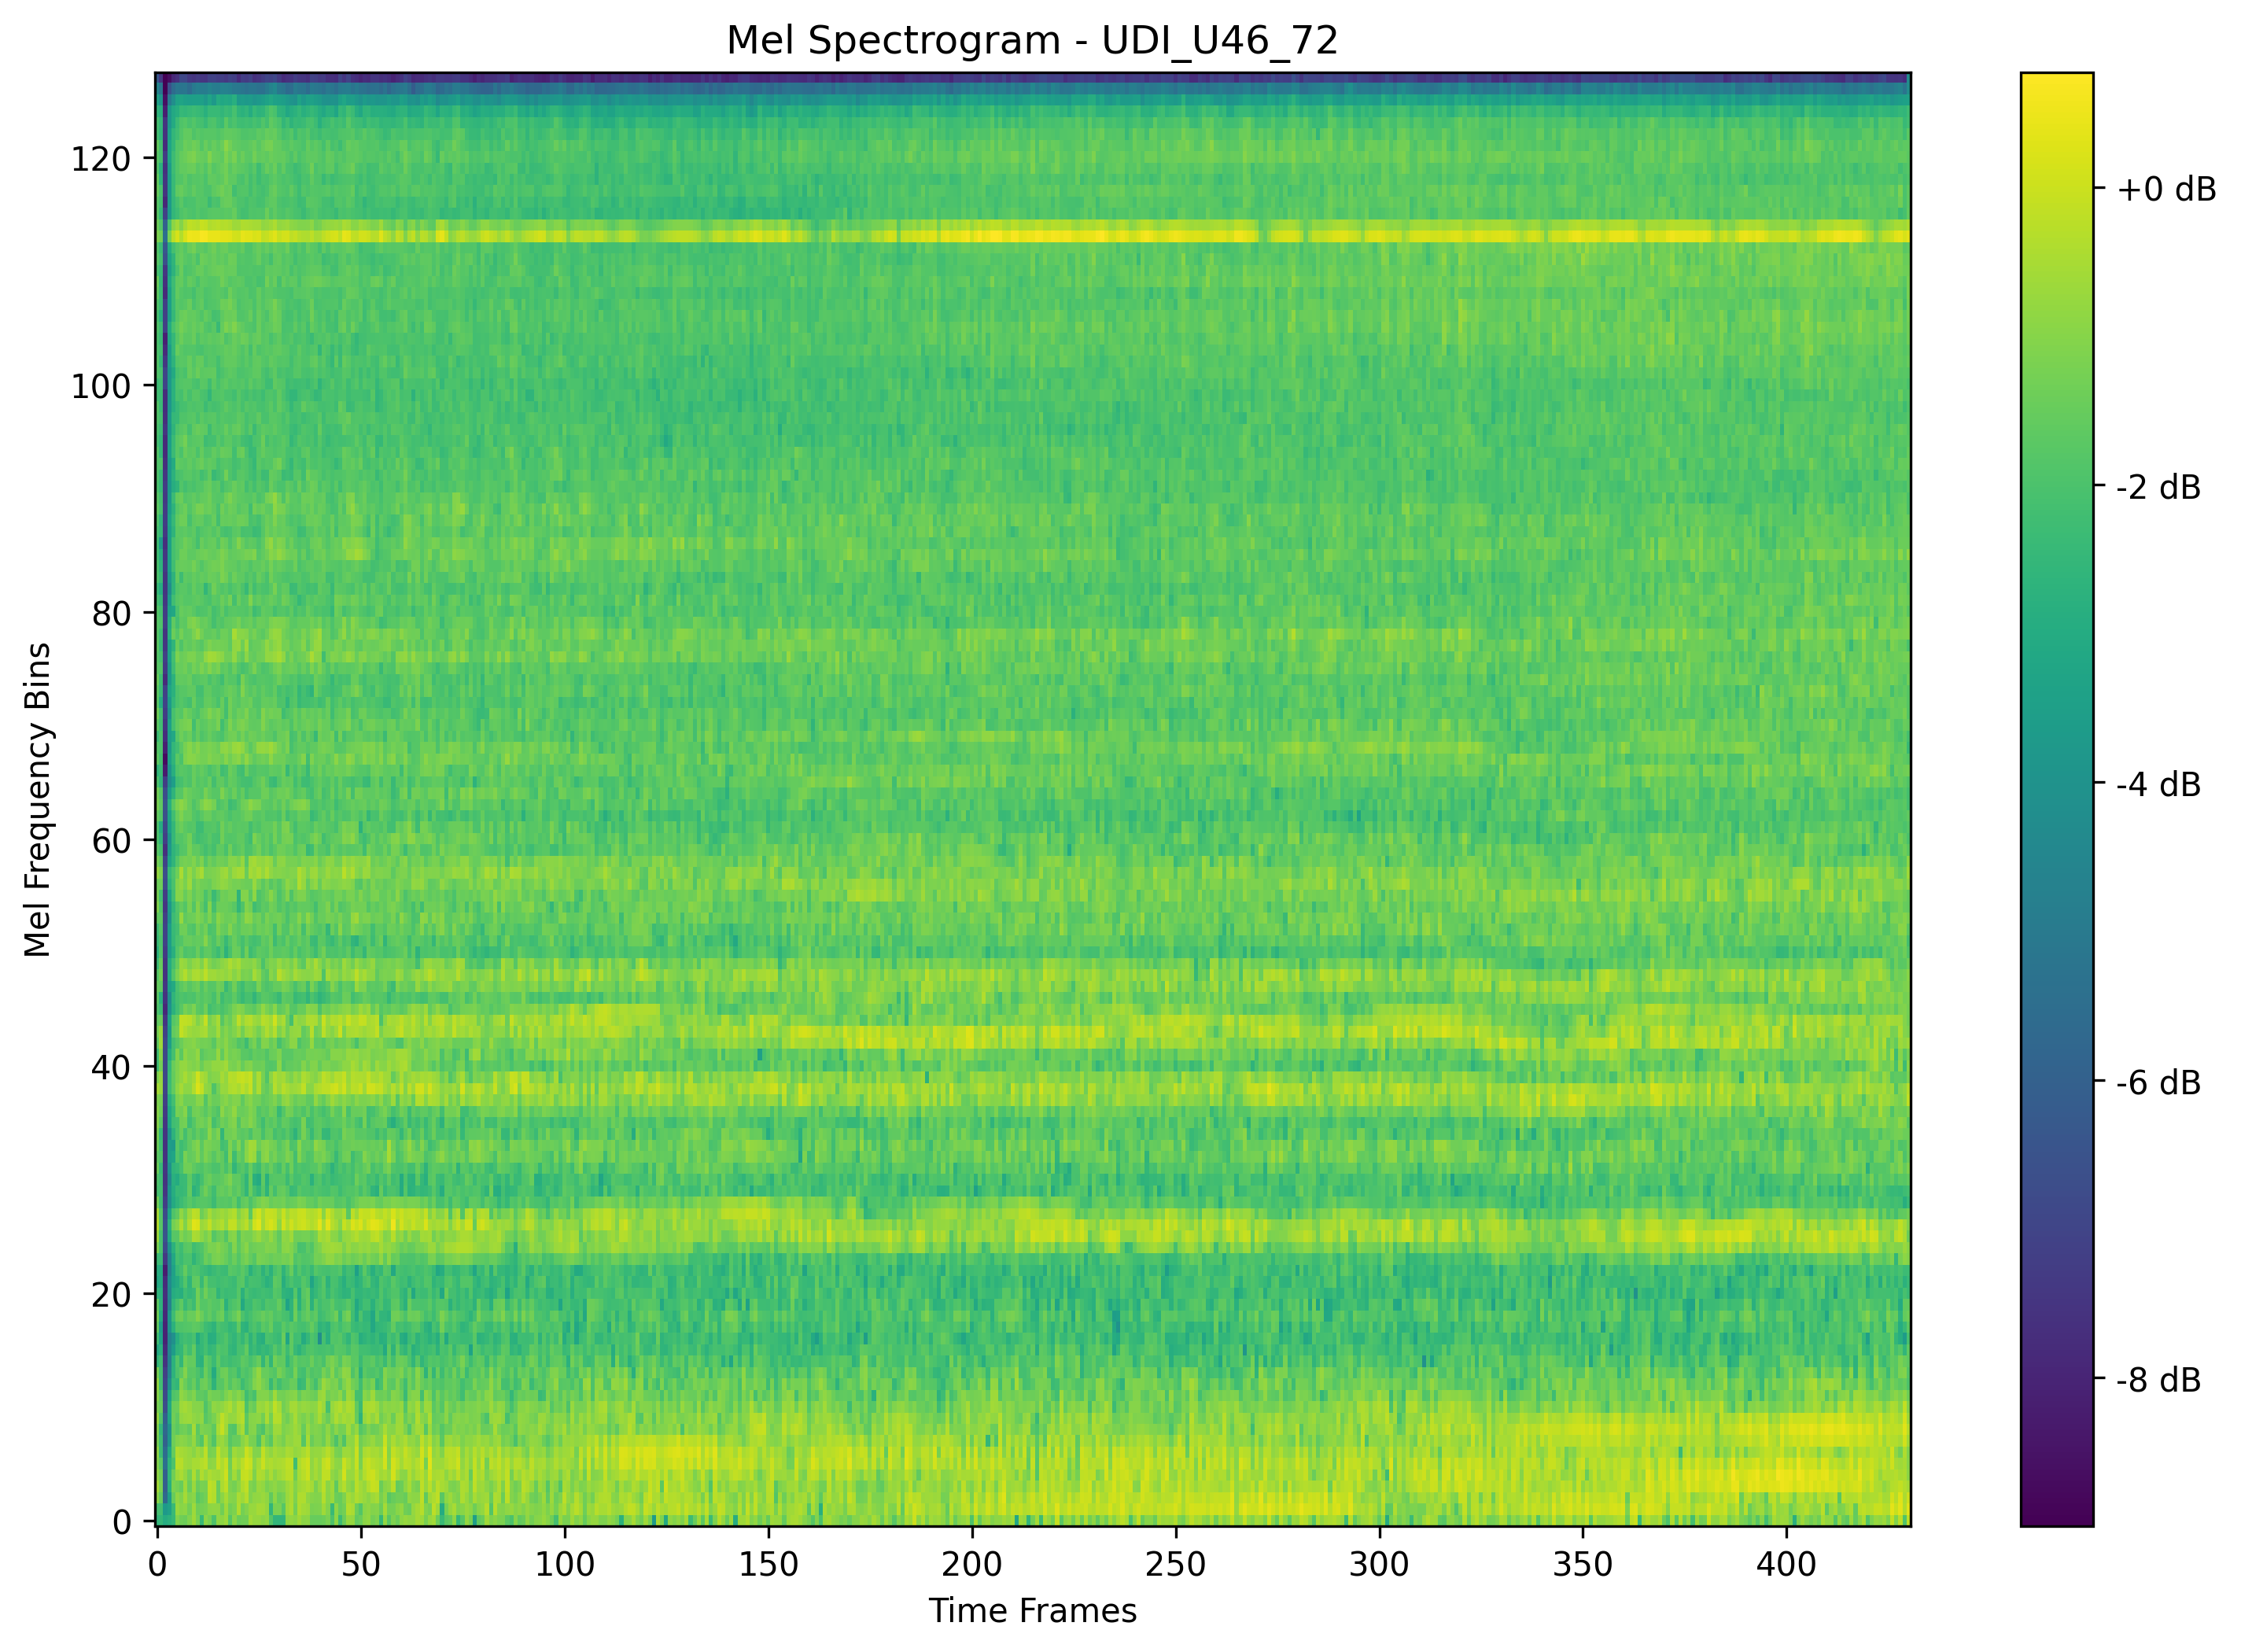 Mel Spectrogram - UDI_U46_72
Mel Frequency Bins
120
100
80
60
40
20
0
0 50 100 150 200 250 300 350 400
Time Frames
+0 dB
-2 dB
-4 dB
-6 dB
-8 dB